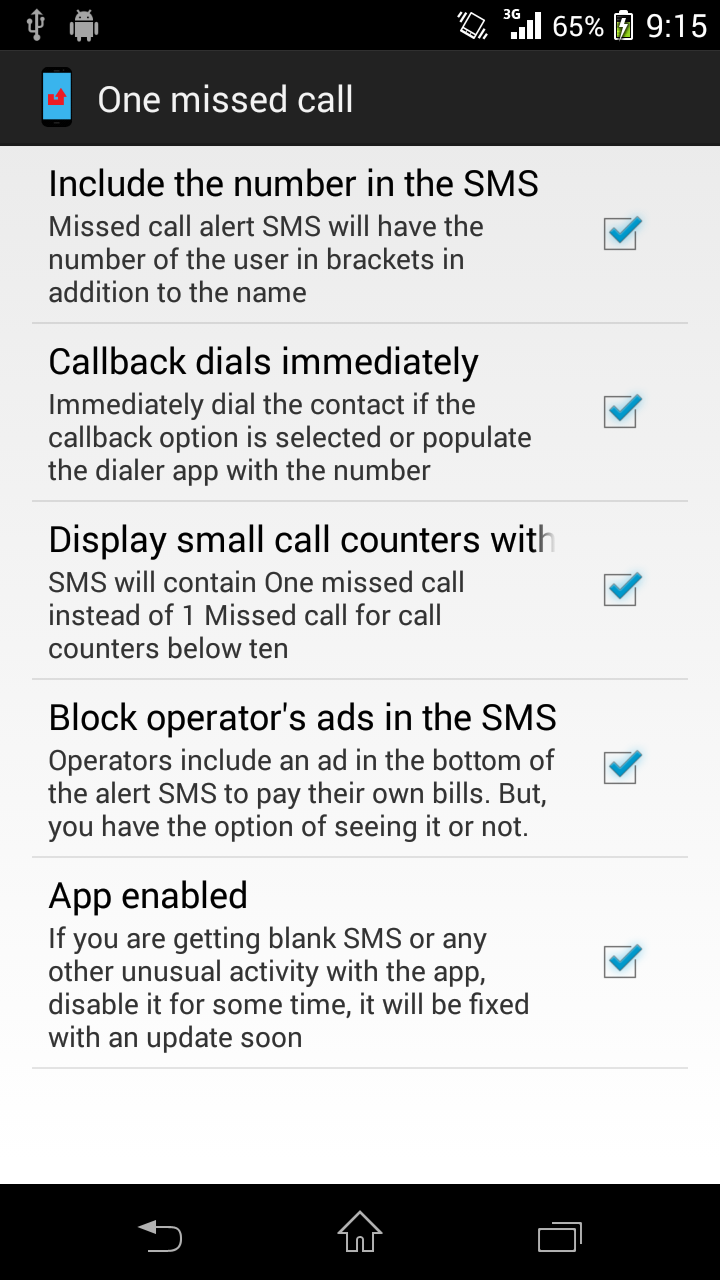 3G 65% 9:15
One missed call
Include the number in the SMS
Missed call alert SMS will have the
number of the user in brackets in
addition to the name
Callback dials immediately
Immediately dial the contact if the
callback option is selected or populate
the dialer app with the number
Display small call counters with
SMS will contain One missed call
instead of 1 Missed call for call
counters below ten
Block operator's ads in the SMS
Operators include an ad in the bottom of
the alert SMS to pay their own bills. But,
you have the option of seeing it or not.
App enabled
If you are getting blank SMS or any
other unusual activity with the app,
disable it for some time, it will be fixed
with an update soon